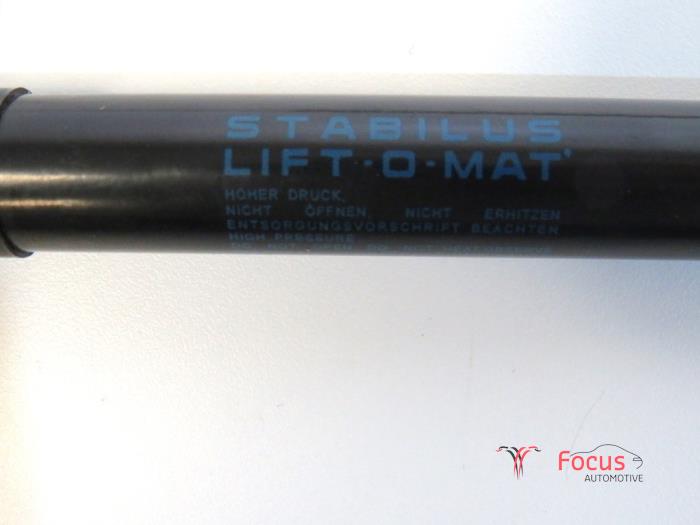 STABILUS
LIFT-O-MAT
HOHER DRUCK,
NICHT ÖFFNEN, NICHT ERHITZEN
ENTSORGUNGSVORSCHRIFT BEACHTEN
HIGH PRESSURE
Focus
AUTOMOTIVE